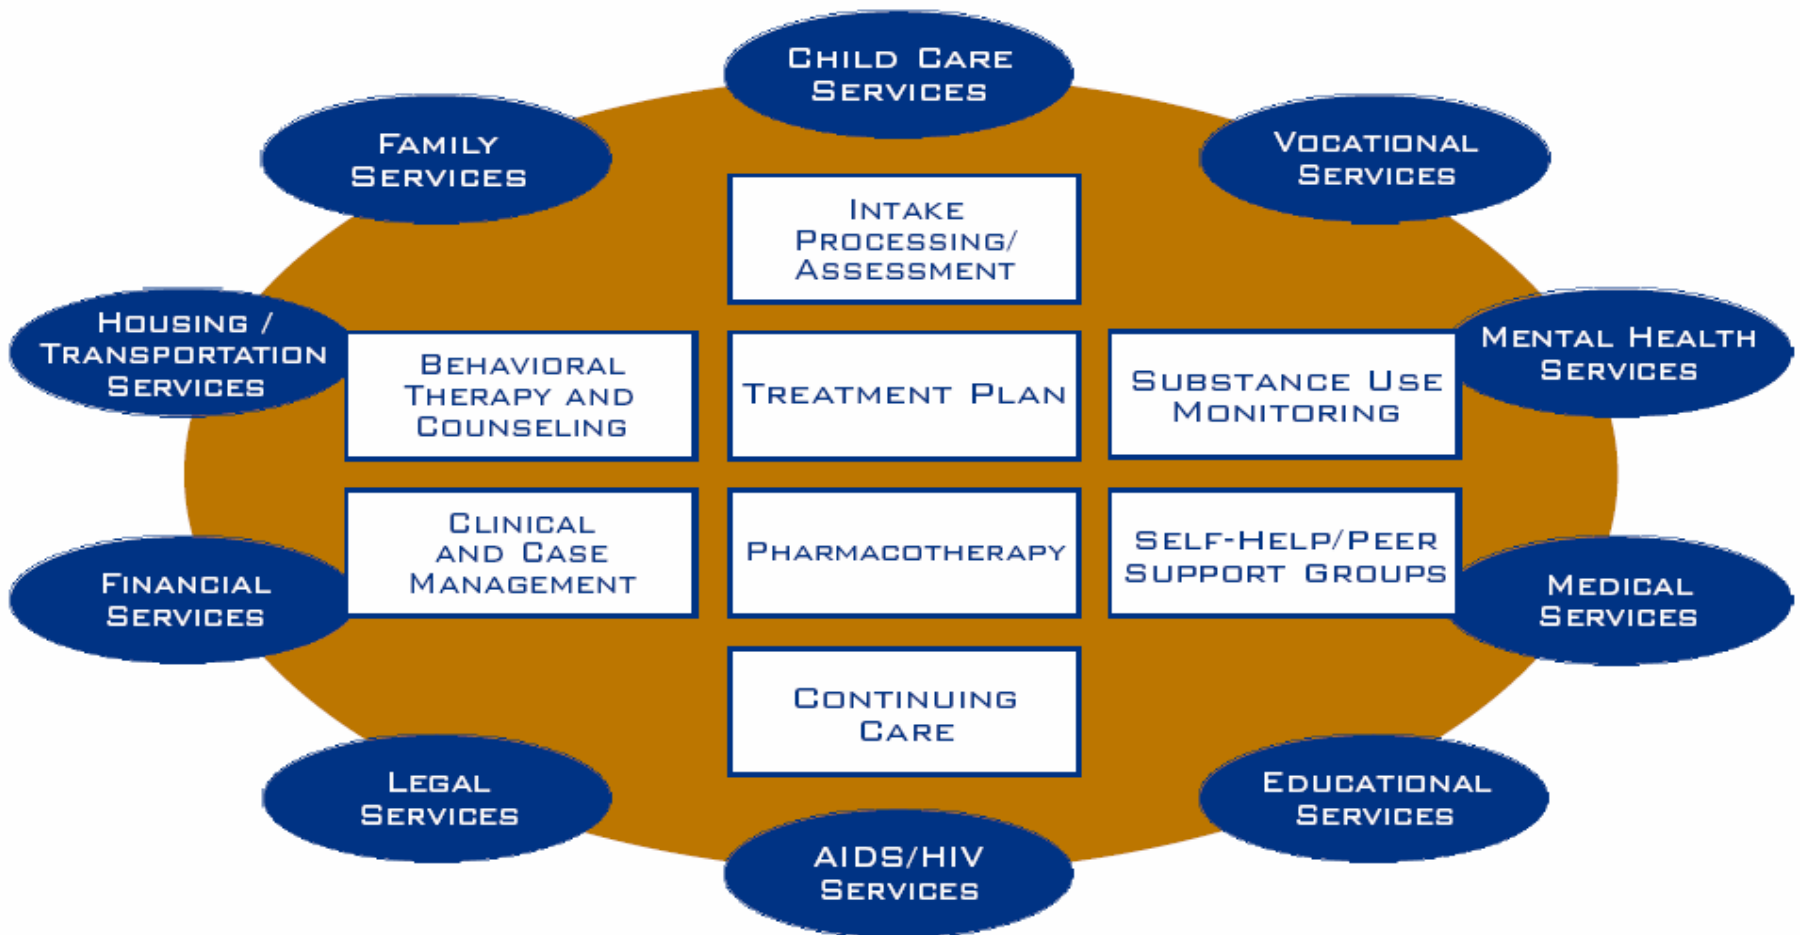 CHILD CARE
SERVICES
FAMILY
SERVICES
VOCATIONAL
SERVICES
INTAKE
PROCESSING/
ASSESSMENT
HOUSING /
TRANSPORTATION
SERVICES
BEHAVIORAL
THERAPY AND
COUNSELING
TREATMENT PLAN
SUBSTANCE USE
MONITORING
MENTAL HEALTH
SERVICES
FINANCIAL
SERVICES
CLINICAL
AND CASE
MANAGEMENT
PHARMACOTHERAPY
SELF-HELP/PEER
SUPPORT GROUPS
MEDICAL
SERVICES
CONTINUING
CARE
LEGAL
SERVICES
AIDS/HIV
SERVICES
EDUCATIONAL
SERVICES